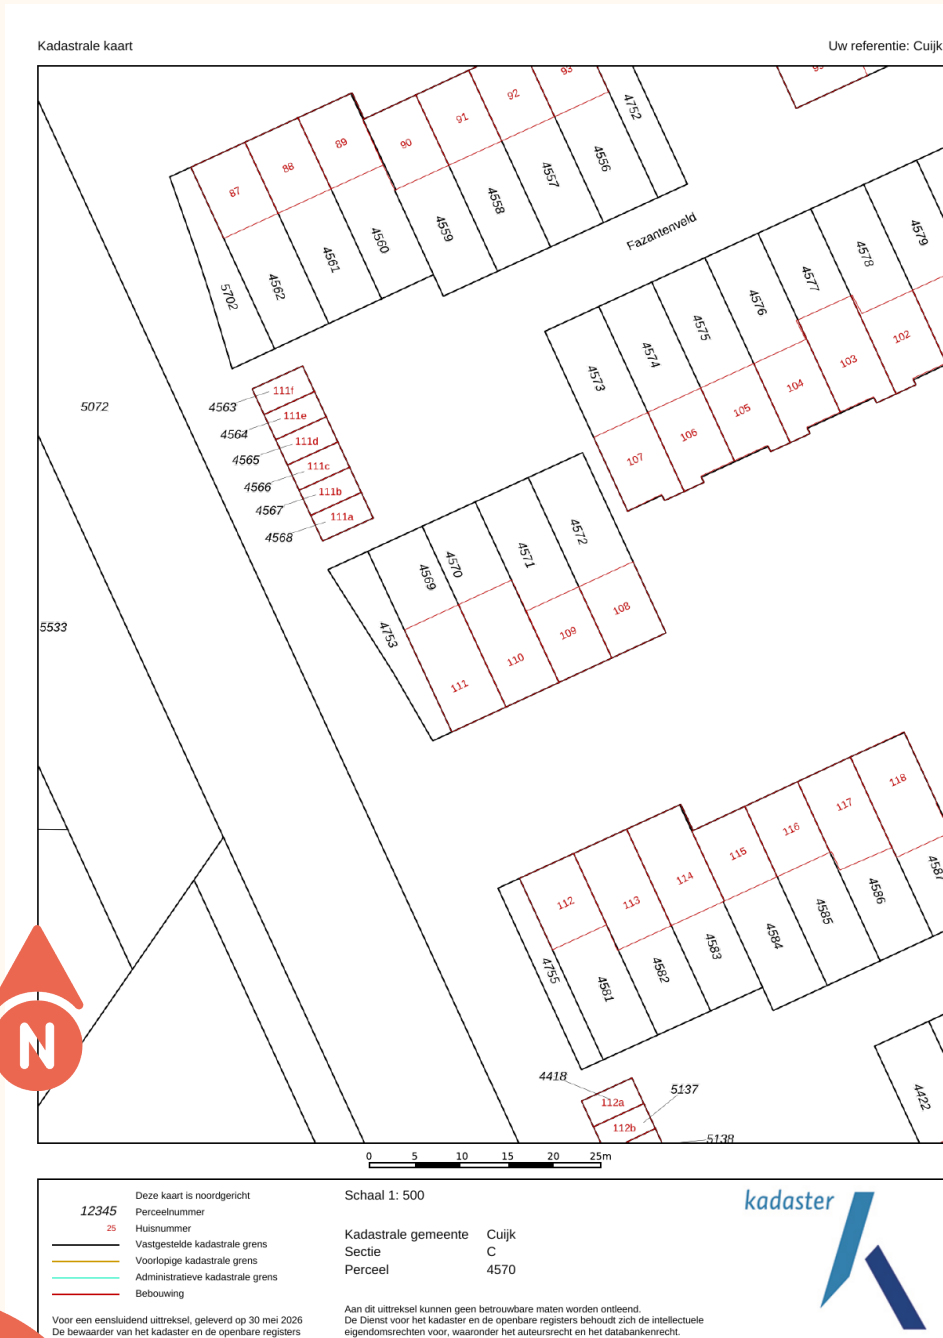 Kadastrale kaart
Uw referentie: Cuijk
93
92
91
90
89
88
87
4752
4556
4557
4558
4559
4560
4561
4562
5702
Fazantenveld
4579
4578
4577
4576
4575
4574
4573
102
103
104
105
106
107
5072
4563
111f
4564
111e
4565
111d
4566
111c
4567
111b
4568
111a
4572
4571
4570
4569
4753
108
109
110
111
5533
118
117
116
115
114
113
112
4587
4586
4585
4584
4583
4582
4581
4755
4418
112a
5137
112b
5138
4422
N
0 5 10 15 20 25m
Deze kaart is noordgericht
12345 Perceelnummer
25 Huisnummer
Vastgestelde kadastrale grens
Voorlopige kadastrale grens
Administratieve kadastrale grens
Bebouwing
Voor een eensluidend uittreksel, geleverd op 30 mei 2026
De bewaarder van het kadaster en de openbare registers
Schaal 1: 500
Kadastrale gemeente Cuijk
Sectie C
Perceel 4570
Aan dit uittreksel kunnen geen betrouwbare maten worden ontleend.
De Dienst voor het kadaster en de openbare registers behoudt zich de intellectuele
eigendomsrechten voor, waaronder het auteursrecht en het databankenrecht.
kadaster